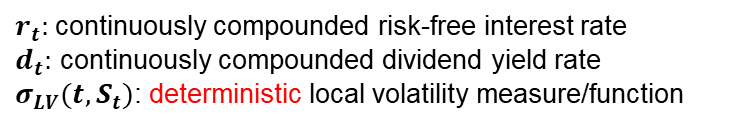 r_t: continuously compounded risk-free interest rate
d_t: continuously compounded dividend yield rate
σ_LV(t, S_t): deterministic local volatility measure/function